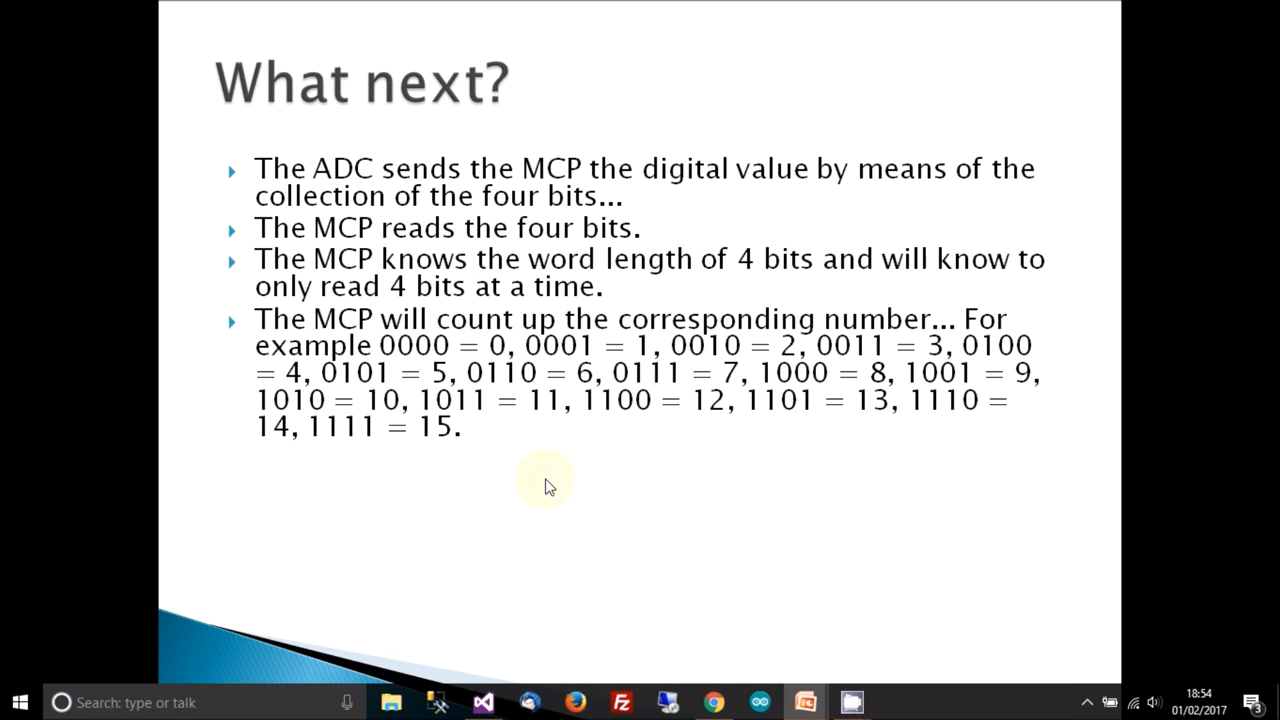 What next?
The ADC sends the MCP the digital value by means of the
collection of the four bits...
The MCP reads the four bits.
The MCP knows the word length of 4 bits and will know to
only read 4 bits at a time.
The MCP will count up the corresponding number... For
example 0000 = 0, 0001 = 1, 0010 = 2, 0011 = 3, 0100
= 4, 0101 = 5, 0110 = 6, 0111 = 7, 1000 = 8, 1001 = 9,
1010 = 10, 1011 = 11, 1100 = 12, 1101 = 13, 1110 =
14, 1111 = 15.
Search: type or talk
Fz
18:54
01/02/2017
3